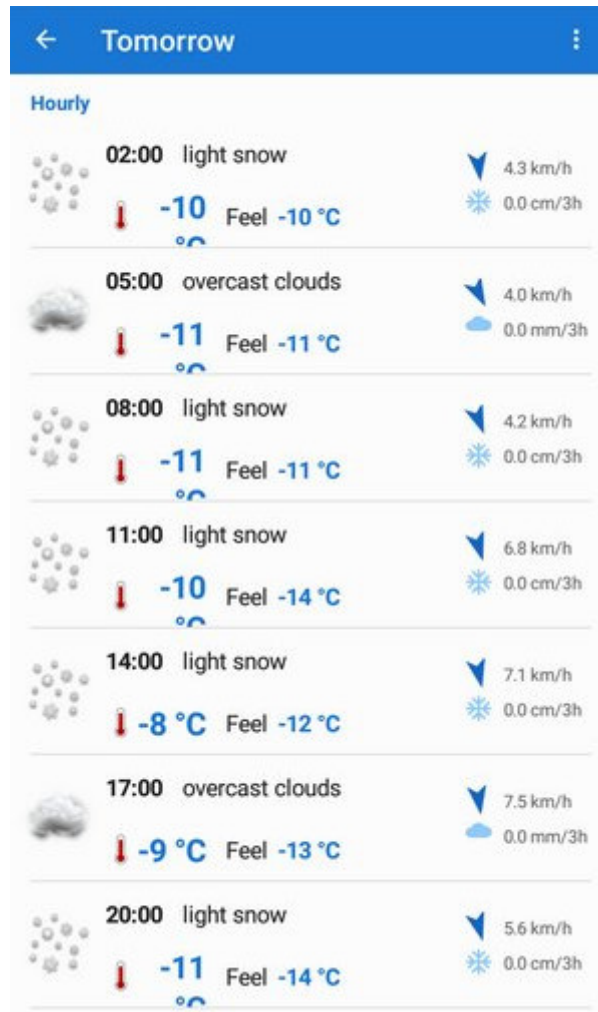 Tomorrow
Hourly
02:00 light snow
4.3 km/h
-10 °C Feel -10 °C
0.0 cm/3h
05:00 overcast clouds
4.0 km/h
-11 °C Feel -11 °C
0.0 mm/3h
08:00 light snow
4.2 km/h
-11 °C Feel -11 °C
0.0 cm/3h
11:00 light snow
6.8 km/h
-10 °C Feel -14 °C
0.0 cm/3h
14:00 light snow
7.1 km/h
-8 °C Feel -12 °C
0.0 cm/3h
17:00 overcast clouds
7.5 km/h
-9 °C Feel -13 °C
0.0 mm/3h
20:00 light snow
5.6 km/h
-11 °C Feel -14 °C
0.0 cm/3h